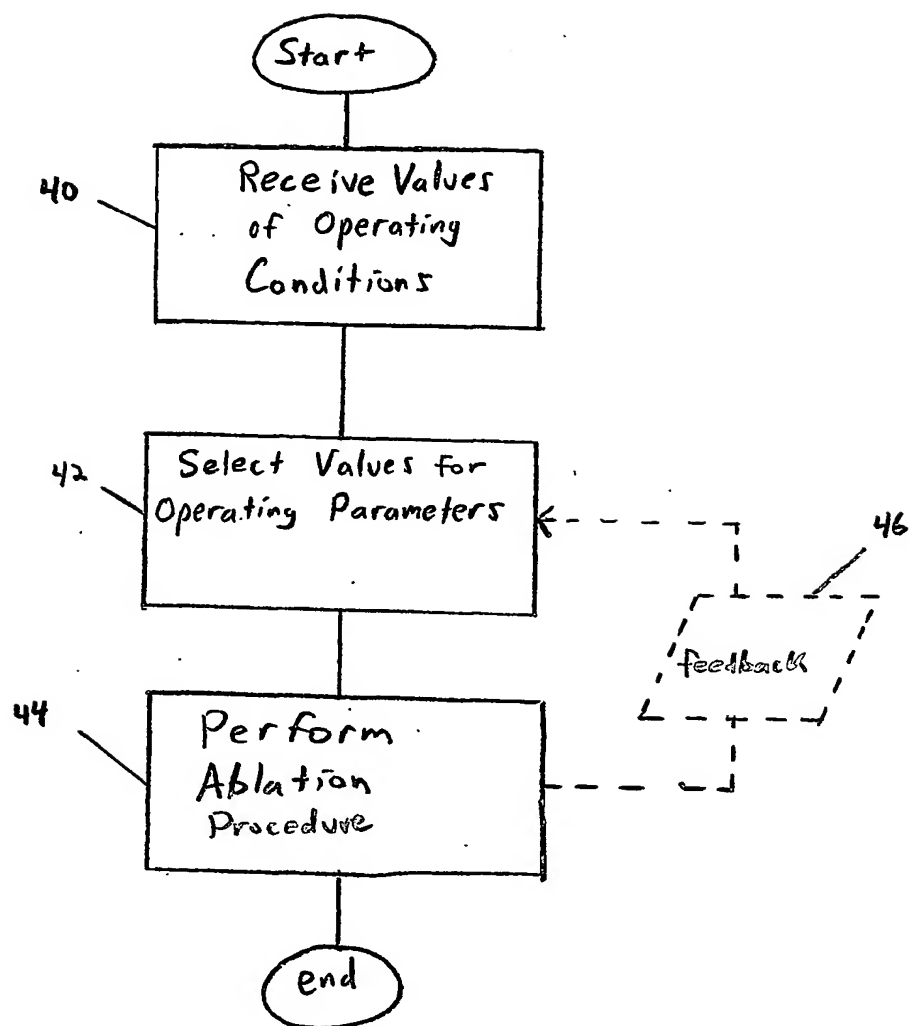 Start
40
Receive Values
of Operating
Conditions
42
Select Values for
Operating Parameters
46
feedback
44
Perform
Ablation
Procedure
end